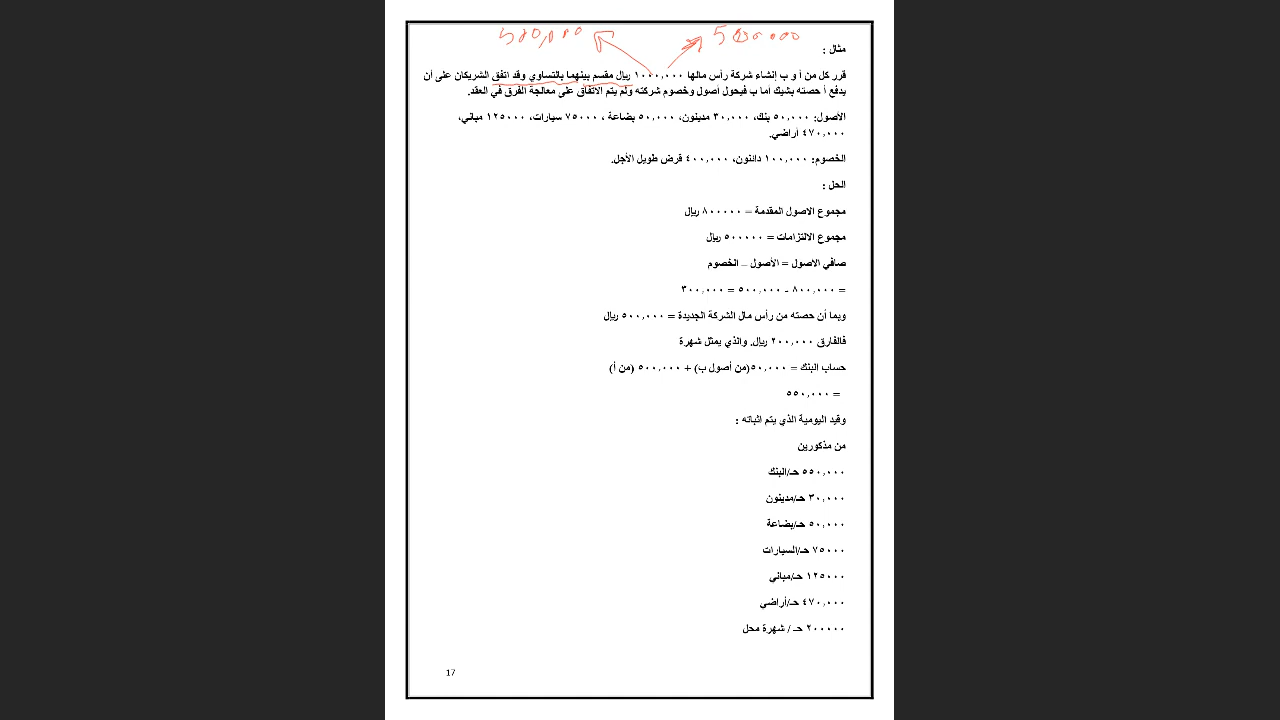 500,000 500000
مثال :
قرر كل من أ و ب إنشاء شركة رأس مالها ١٠٠٠,٠٠٠ ريال مقسم بينهما بالتساوي وقد اتفق الشريكان على أن
يدفع أ حصته بشيك أما ب فيحول أصول وخصوم شركته ولم يتم الاتفاق على معالجة الفرق في العقد.
الأصول: ٥٠,٠٠٠ بنك، ٣٠,٠٠٠ مدينون، ٥٠,٠٠٠ بضاعة ، ٧٥٠٠٠ سيارات، ١٢٥٠٠٠ مباني،
٤٧٠,٠٠٠ أراضي.
الخصوم: ١٠٠,٠٠٠ دائنون، ٤٠٠,٠٠٠ قرض طويل الأجل.
الحل :
مجموع الاصول المقدمة = ٨٠٠٠٠٠ ريال
مجموع الالتزامات = ٥٠٠٠٠٠ ريال
صافي الاصول = الأصول – الخصوم
= ٨٠٠,٠٠٠ - ٥٠٠,٠٠٠ = ٣٠٠,٠٠٠
وبما أن حصته من رأس مال الشركة الجديدة = ٥٠٠,٠٠٠ ريال
فالفارق ٢٠٠,٠٠٠ ريال. والذي يمثل شهرة
حساب البنك = ٥٠,٠٠٠(من أصول ب) + ٥٠٠,٠٠٠ (من أ)
= ٥٥٠,٠٠٠
وقيد اليومية الذي يتم اثباته :
من مذكورين
٥٥٠,٠٠٠ حـ/البنك
٣٠,٠٠٠ حـ/مدينون
٥٠,٠٠٠ حـ/بضاعة
٧٥٠٠٠ حـ/السيارات
١٢٥٠٠٠ حـ/مباني
٤٧٠,٠٠٠ حـ/أراضي
٢٠٠٠٠٠ حـ / شهرة محل
17